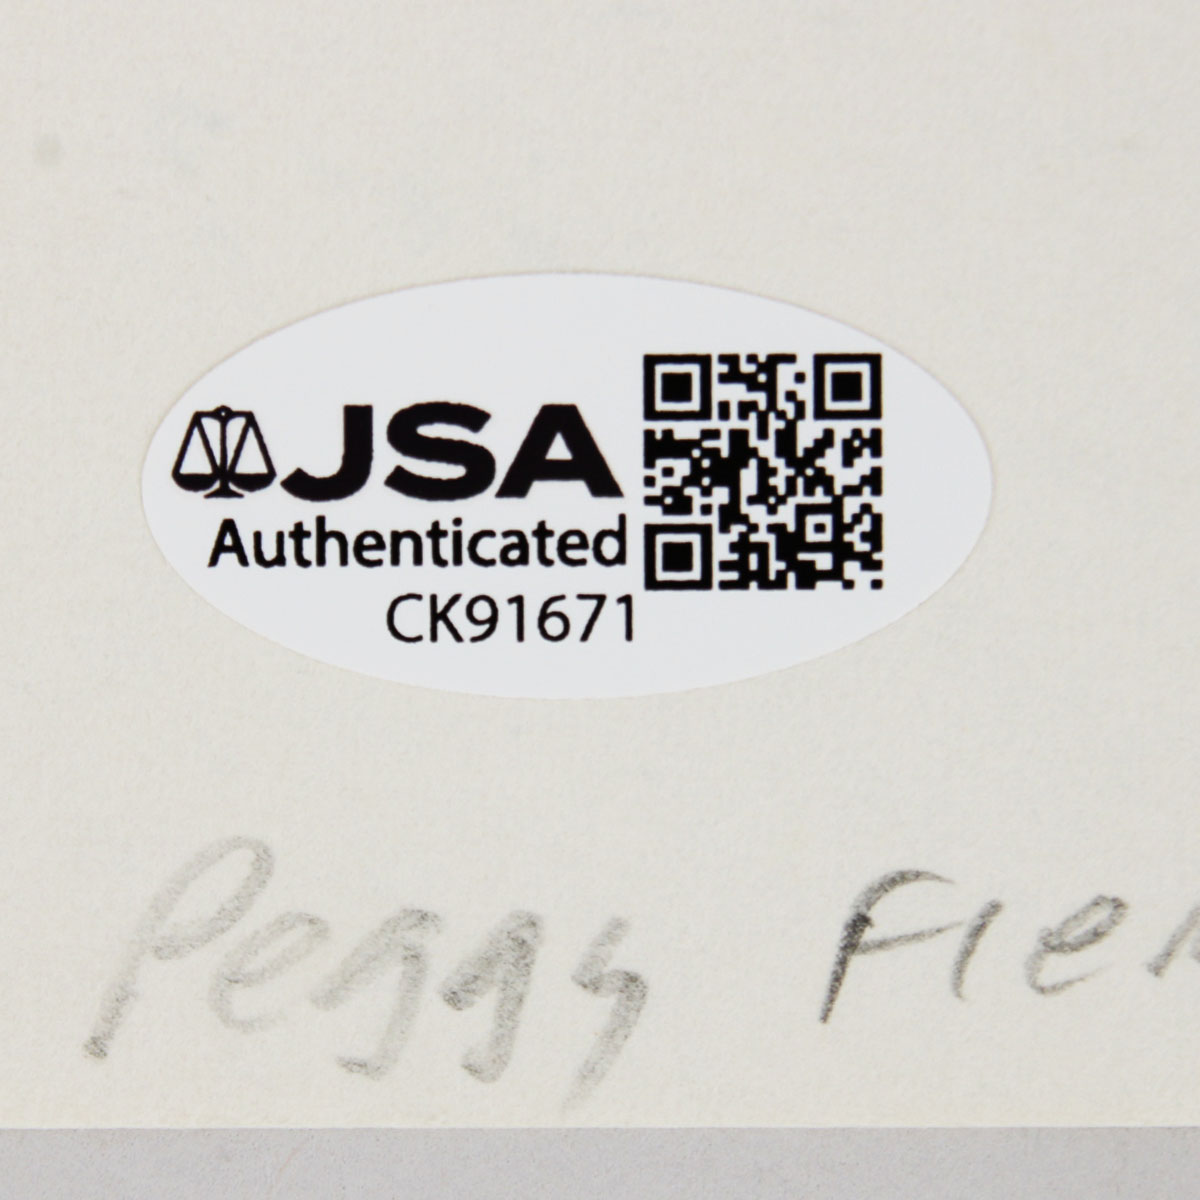 JSA
Authenticated
CK91671
Peggy